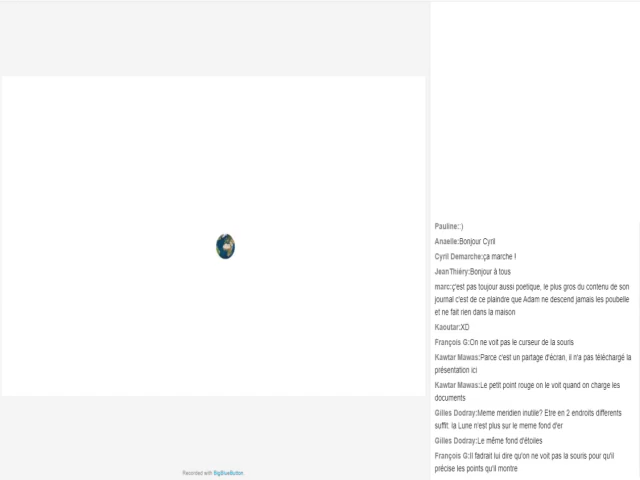 Pauline::)
Anaelle:Bonjour Cyril
Cyril Demarche:ça marche !
Jean Thiéry:Bonjour à tous
marc:ç'est pas toujour aussi poetique, le plus gros du contenu de son
journal c'est de ce plaindre que Adam ne descend jamais les poubelle
et ne fait rien dans la maison
Kaoutar:XD
François G:On ne voit pas le curseur de la souris
Kawtar Mawas:Parce c'est un partage d'écran, il n'a pas téléchargé la
présentation ici
Kawtar Mawas:Le petit point rouge on le voit quand on charge les
documents
Gilles Dodray:Meme meridien inutile? Etre en 2 endroits differents
suffit. la Lune n'est plus sur le meme fond d'er
Gilles Dodray:Le même fond d'étoiles
François G:Il fadrait lui dire qu'on ne voit pas la souris pour qu'il
précise les points qu'il montre
Recorded with BigBlueButton.